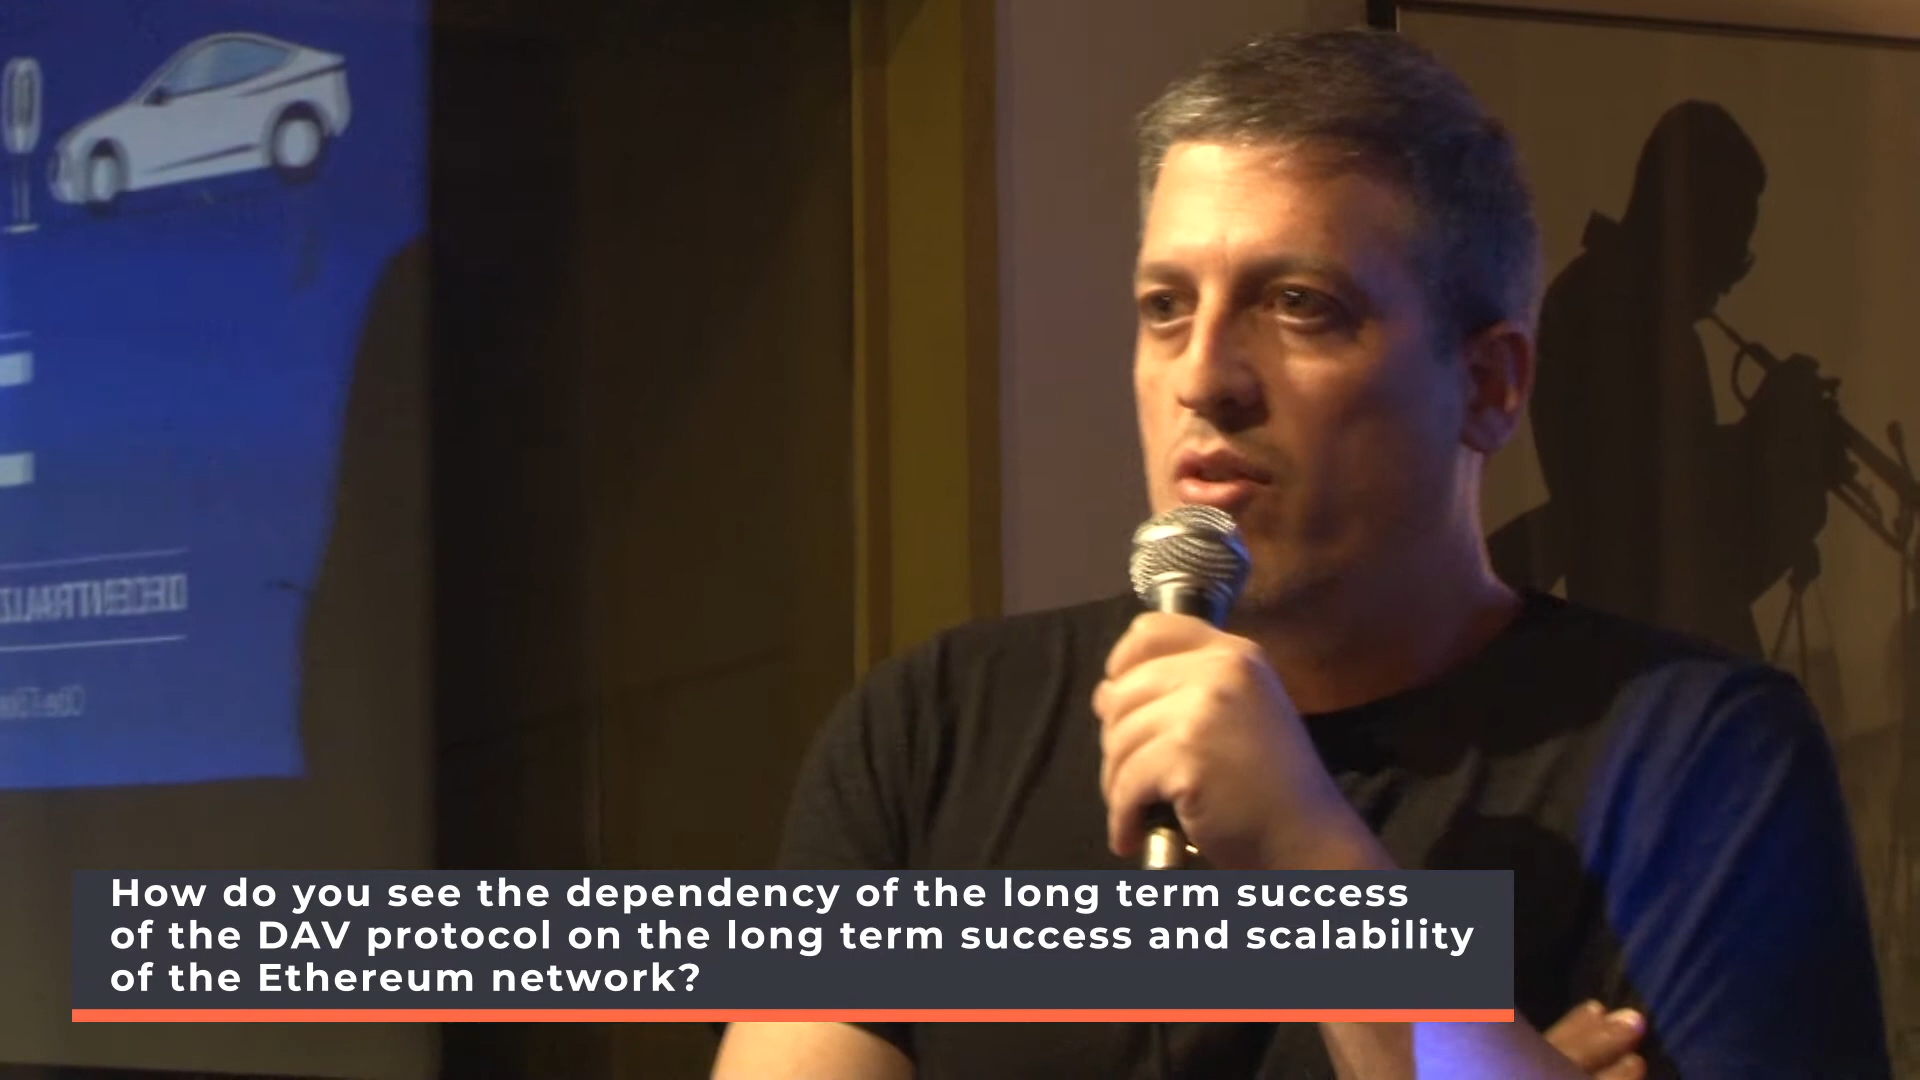 How do you see the dependency of the long term success
of the DAV protocol on the long term success and scalability
of the Ethereum network?